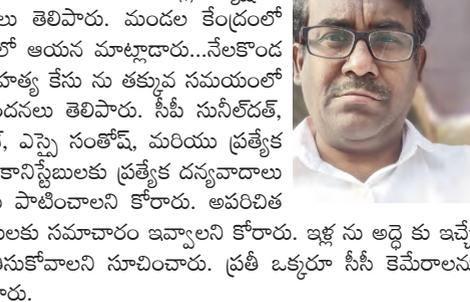 లు తెలిపారు. మండల కేంద్రంలో
లో ఆయన మాట్లాడారు...నేలకొండ
హత్య కేసు ను తక్కువ సమయంలో
దనలు తెలిపారు. సీపీ సునీల్‌దత్,
ఎస్సై సంతోష్, మరియు ప్రత్యేక
కానిస్టేబులకు ప్రత్యేక దన్యవాదాలు
పాటించాలని కోరారు. అపరిచిత
లకు సమాచారం ఇవ్వాలని కోరారు. ఇళ్ల ను అద్దె కు ఇచ్చే
సుకోవాలని సూచించారు. ప్రతీ ఒక్కరూ సీసీ కెమేరాలను
రు.